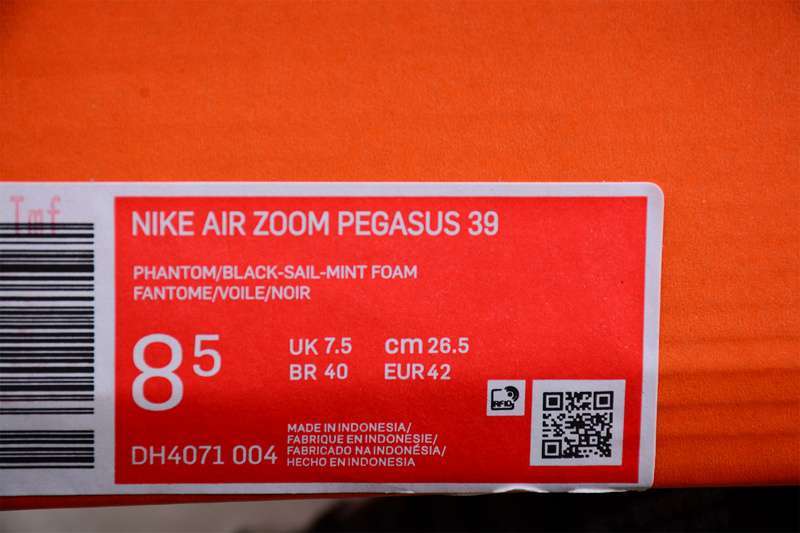 Tmf
NIKE AIR ZOOM PEGASUS 39
PHANTOM/BLACK-SAIL-MINT FOAM
FANTOME/VOILE/NOIR
8 5
UK 7.5 cm 26.5
BR 40 EUR 42
RFID
MADE IN INDONESIA/
FABRIQUE EN INDONESIE/
FABRICADO NA INDONÉSIA/
HECHO EN INDONESIA
DH4071 004